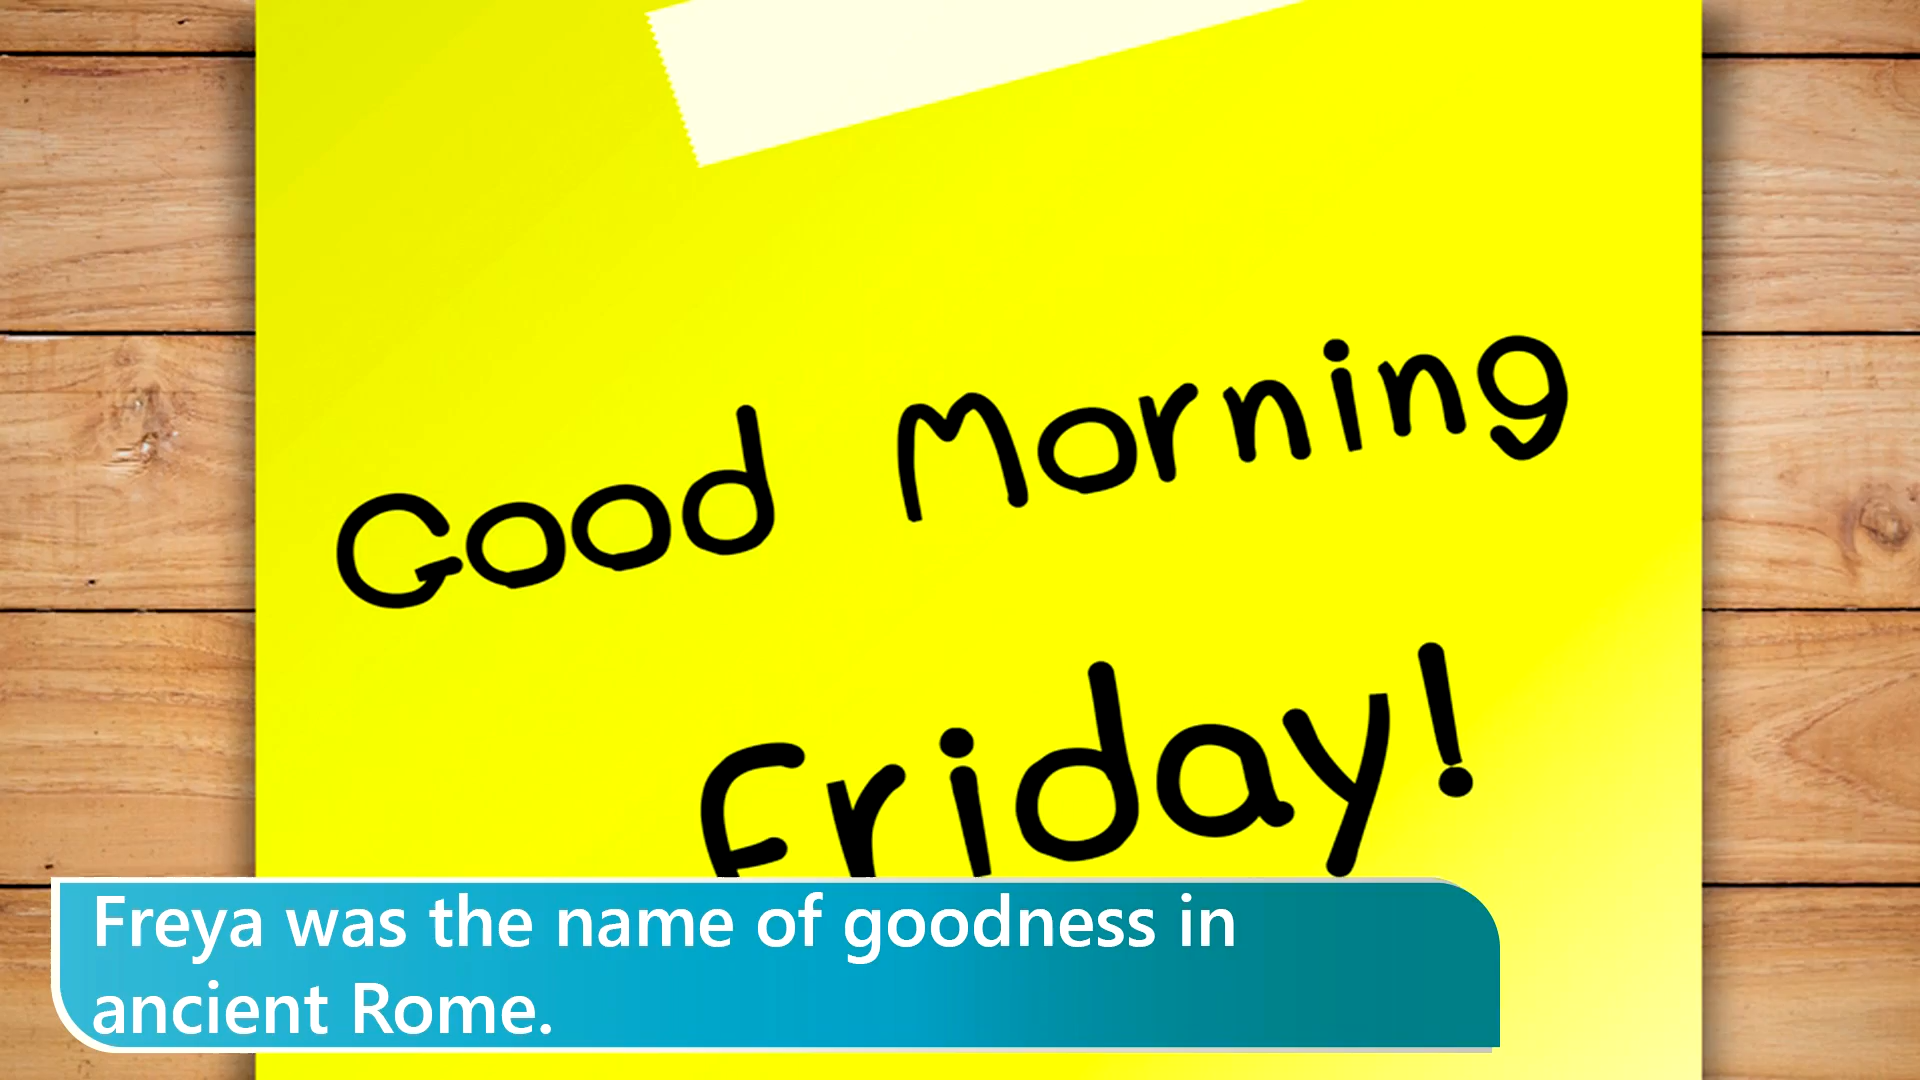 Good Morning
Friday!
Freya was the name of goodness in
ancient Rome.